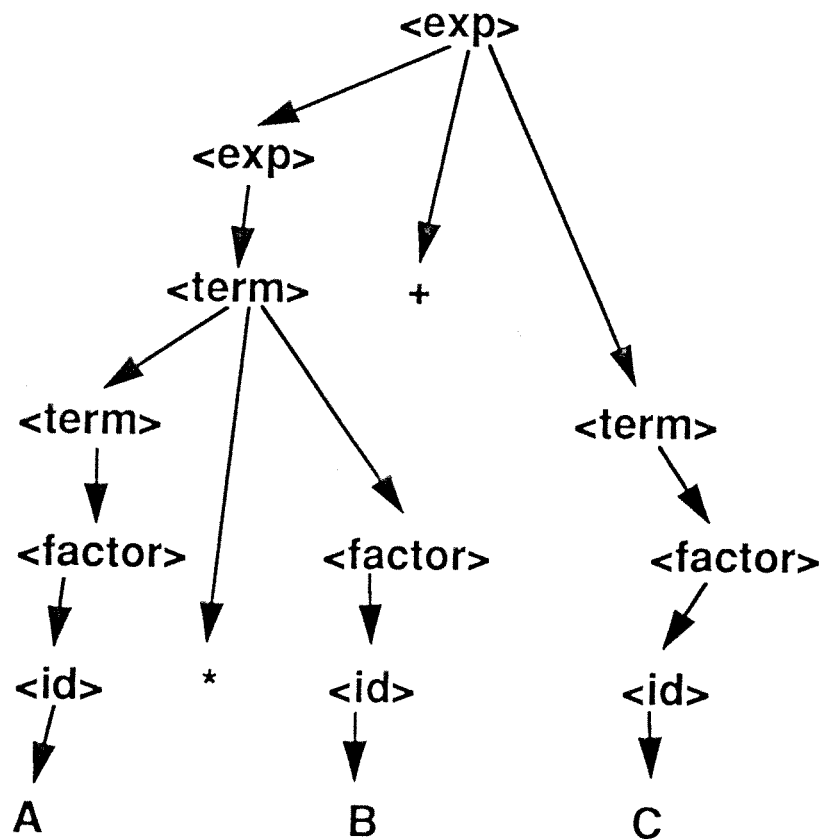 <exp>
<exp>
<term> +
<term> <term>
<factor> <factor> <factor>
<id> * <id> <id>
A B C